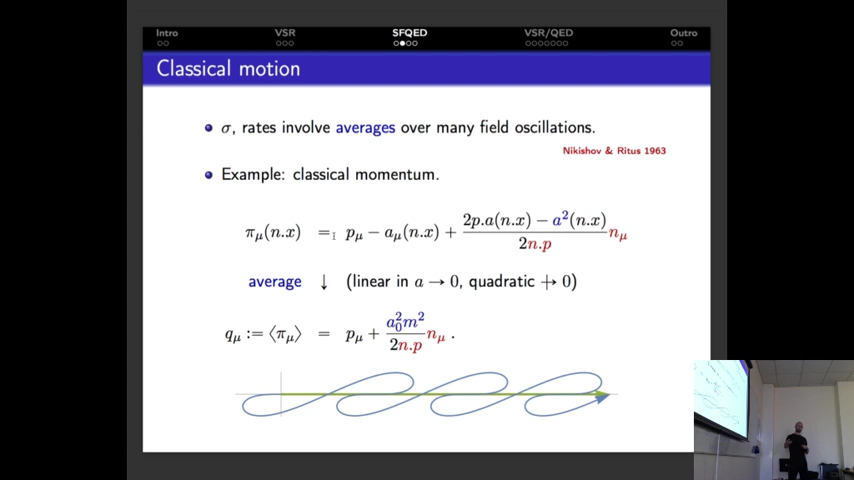 Intro VSR SFQED VSR/QED Outro
Classical motion
σ, rates involve averages over many field oscillations.
Nikishov & Ritus 1963
Example: classical momentum.
π_μ(n.x) = p_μ − a_μ(n.x) + (2p.a(n.x) − a²(n.x))/(2n.p) n_μ
average ↓ (linear in a → 0, quadratic ↛ 0)
q_μ := ⟨π_μ⟩ = p_μ + (a₀²m²)/(2n.p) n_μ .